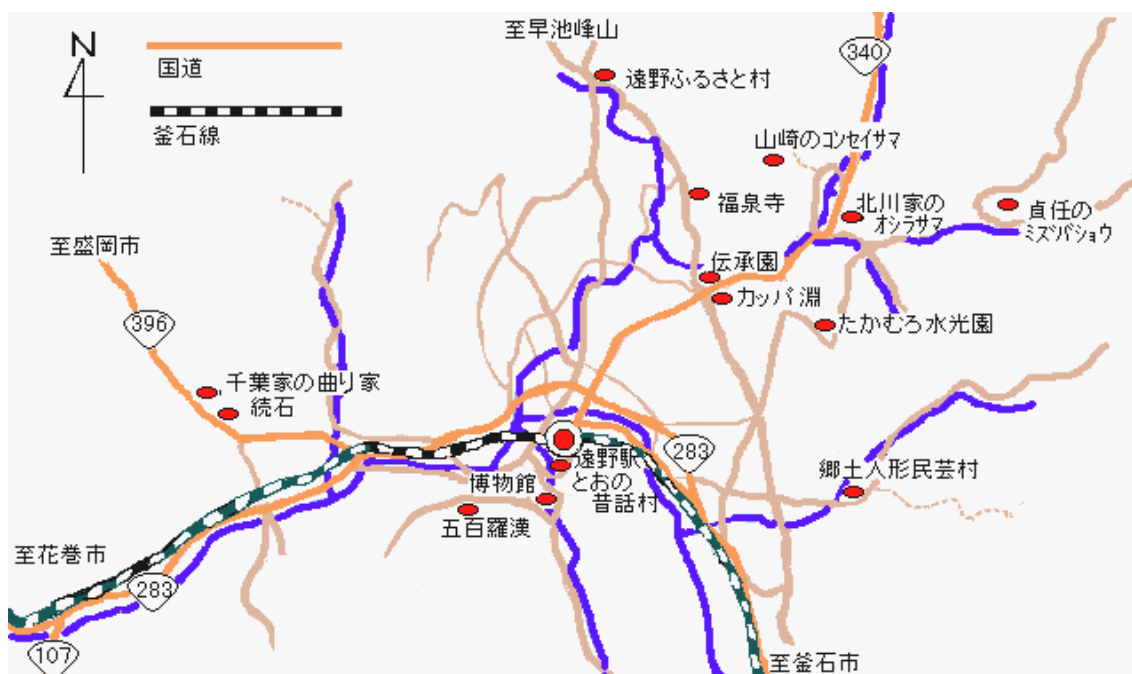 至早池峰山
N
国道
釜石線
340
遠野ふるさと村
山崎のコンセイサマ
福泉寺
北川家の
オシラサマ
貞任の
ミズバショウ
至盛岡市
伝承園
カッパ淵
396
たかむろ水光園
千葉家の曲り家
続石
283
遠野駅
とおの
昔話村
博物館
郷土人形民芸村
五百羅漢
至花巻市
283
107
至釜石市